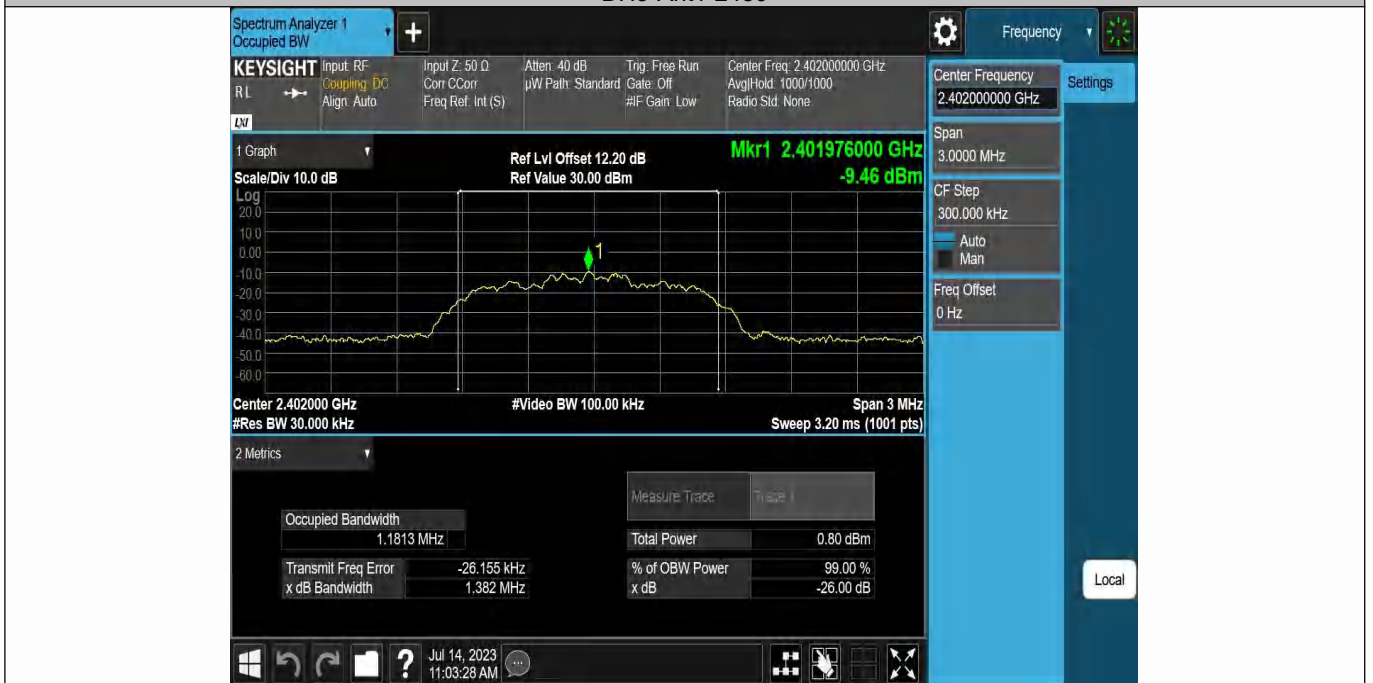 Spectrum Analyzer 1
Occupied BW
+
Frequency
KEYSIGHT
Input: RF
Coupling: DC
Align: Auto
Input Z: 50 Ω
Corr CCorr
Freq Ref: Int (S)
Atten: 40 dB
µW Path: Standard
Trig: Free Run
Gate: Off
#IF Gain: Low
Center Freq: 2.402000000 GHz
Avg|Hold: 1000/1000
Radio Std: None
R L
LXI
Center Frequency
2.402000000 GHz
Settings
Span
3.0000 MHz
CF Step
300.000 kHz
Auto
Man
Freq Offset
0 Hz
Local
1 Graph
Scale/Div 10.0 dB
Ref Lvl Offset 12.20 dB
Ref Value 30.00 dBm
Mkr1 2.401976000 GHz
-9.46 dBm
Log
20.0
10.0
0.00
-10.0
-20.0
-30.0
-40.0
-50.0
-60.0
1
Center 2.402000 GHz
#Video BW 100.00 kHz
Span 3 MHz
#Res BW 30.000 kHz
Sweep 3.20 ms (1001 pts)
2 Metrics
Measure Trace
Trace 1
Occupied Bandwidth
1.1813 MHz
Total Power
0.80 dBm
Transmit Freq Error
-26.155 kHz
% of OBW Power
99.00 %
x dB Bandwidth
1.382 MHz
x dB
-26.00 dB
?
Jul 14, 2023
11:03:28 AM